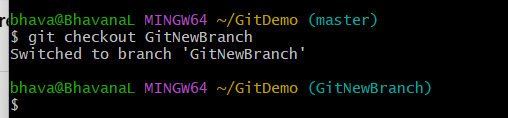 bhava@BhavanaL MINGW64 ~/GitDemo (master)
$ git checkout GitNewBranch
Switched to branch 'GitNewBranch'
bhava@BhavanaL MINGW64 ~/GitDemo (GitNewBranch)
$